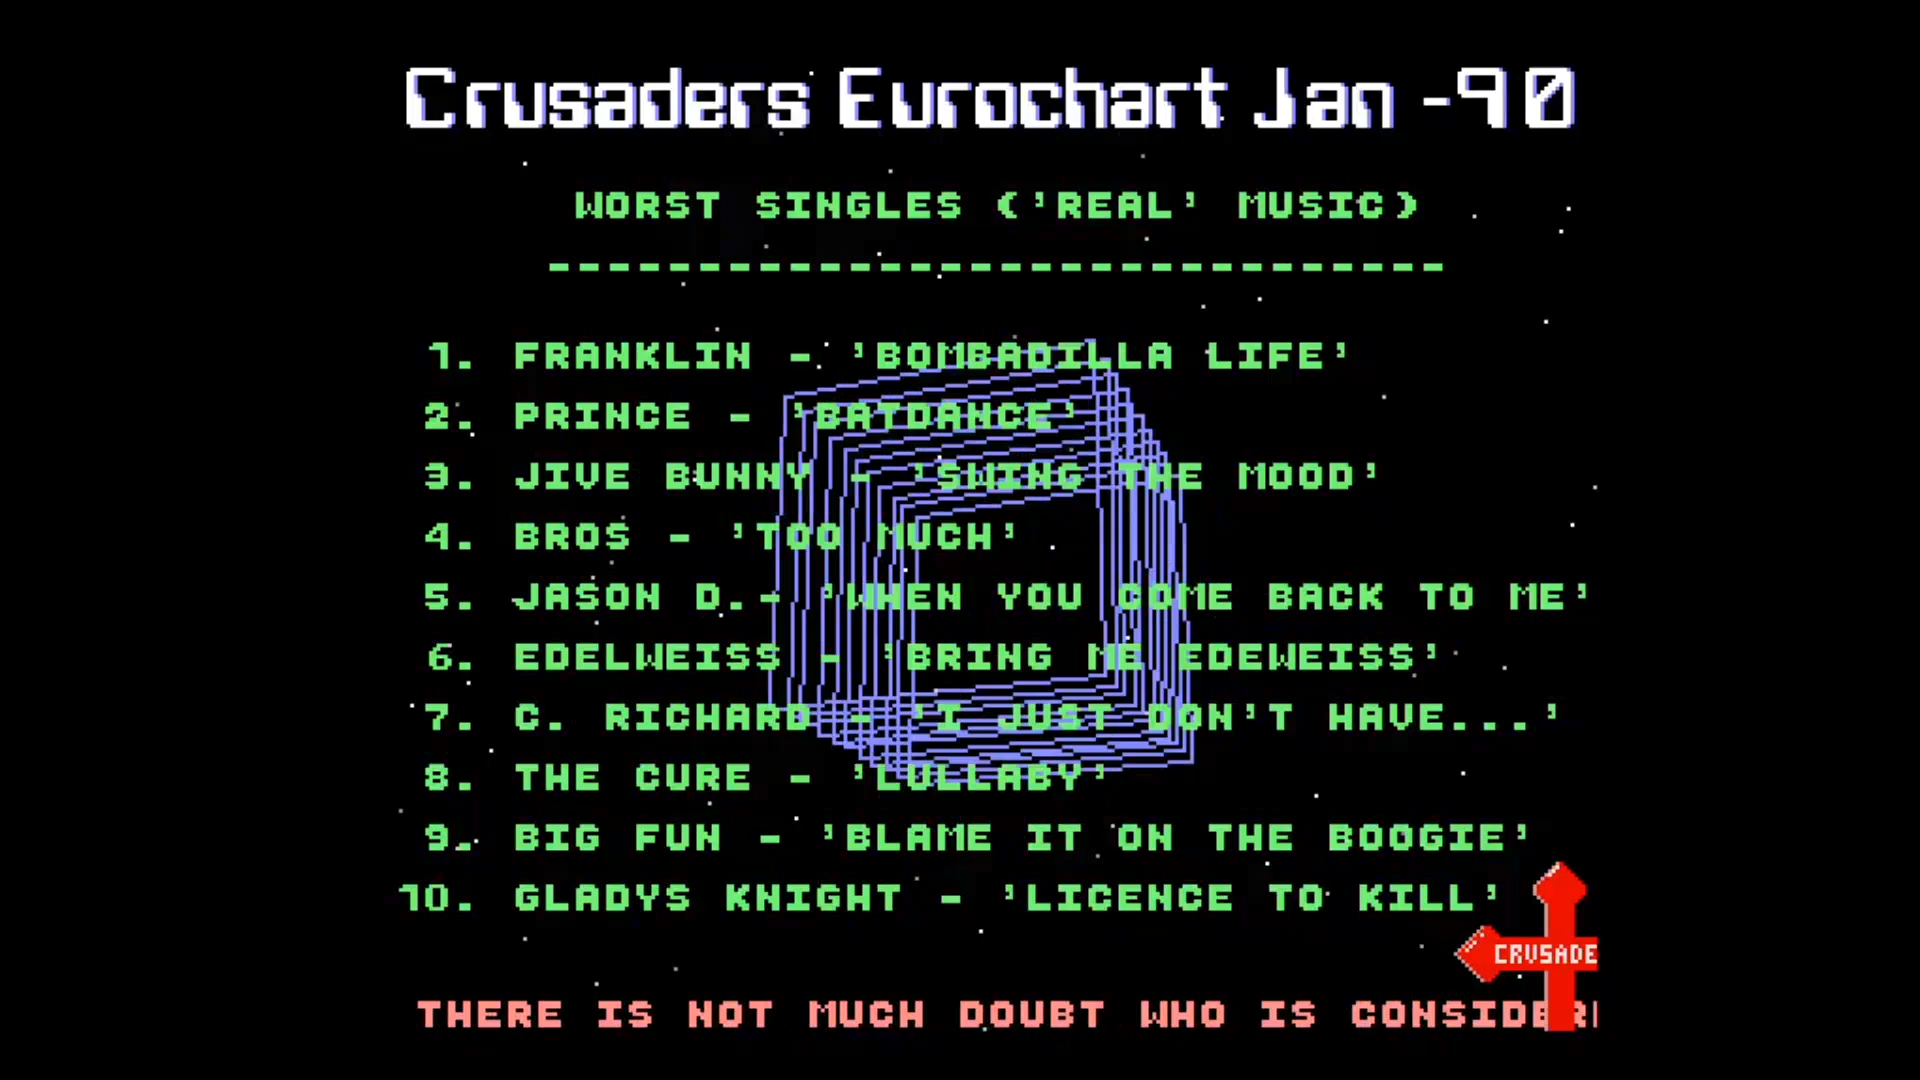 Crusaders Eurochart Jan -90
WORST SINGLES ('REAL' MUSIC)
------------------------------
1. FRANKLIN - 'BOMBADILLA LIFE'
2. PRINCE - 'BATDANCE'
3. JIVE BUNNY - 'SWING THE MOOD'
4. BROS - 'TOO MUCH'
5. JASON D.- 'WHEN YOU COME BACK TO ME'
6. EDELWEISS - 'BRING ME EDEWEISS'
7. C. RICHARD - 'I JUST DON'T HAVE...'
8. THE CURE - 'LULLABY'
9. BIG FUN - 'BLAME IT ON THE BOOGIE'
10. GLADYS KNIGHT - 'LICENCE TO KILL'
CRUSADE
THERE IS NOT MUCH DOUBT WHO IS CONSIDER